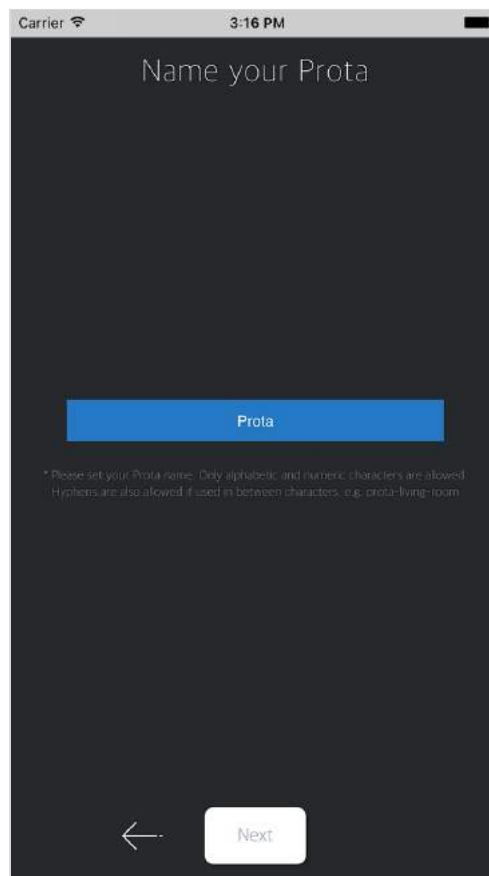 Carrier
3:16 PM
Name your Prota
Prota
* Please set your Prota name. Only alphabetic and numeric characters are allowed.
Hyphens are also allowed if used in between characters, e.g. prota-living-room
Next